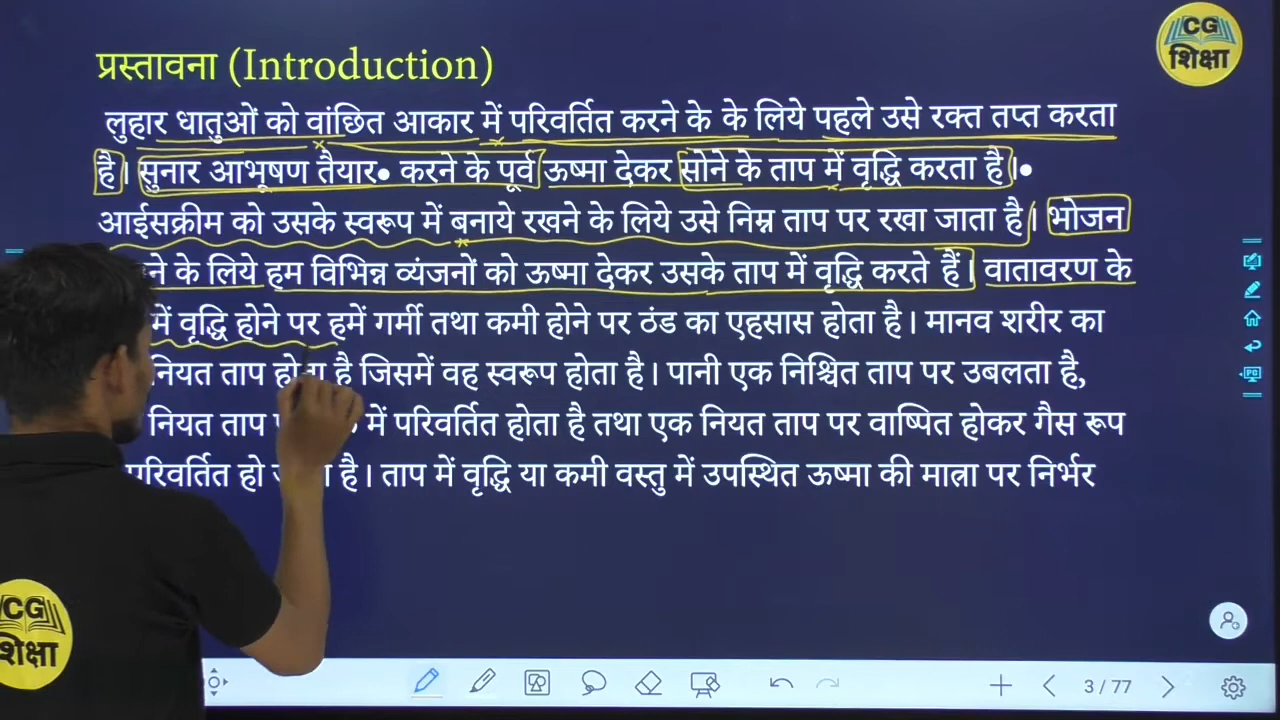 प्रस्तावना (Introduction)
CG
शिक्षा
लुहार धातुओं को वांछित आकार में परिवर्तित करने के के लिये पहले उसे रक्त तप्त करता
है। सुनार आभूषण तैयार• करने के पूर्व ऊष्मा देकर सोने के ताप में वृद्धि करता है।•
आईसक्रीम को उसके स्वरूप में बनाये रखने के लिये उसे निम्न ताप पर रखा जाता है। भोजन
के लिये हम विभिन्न व्यंजनों को ऊष्मा देकर उसके ताप में वृद्धि करते हैं। वातावरण के
में वृद्धि होने पर हमें गर्मी तथा कमी होने पर ठंड का एहसास होता है। मानव शरीर का
नियत ताप होता है जिसमें वह स्वरूप होता है। पानी एक निश्चित ताप पर उबलता है,
नियत ताप में परिवर्तित होता है तथा एक नियत ताप पर वाष्पित होकर गैस रूप
परिवर्तित हो है। ताप में वृद्धि या कमी वस्तु में उपस्थित ऊष्मा की मात्रा पर निर्भर
PC
CG
शिक्षा
3 / 77